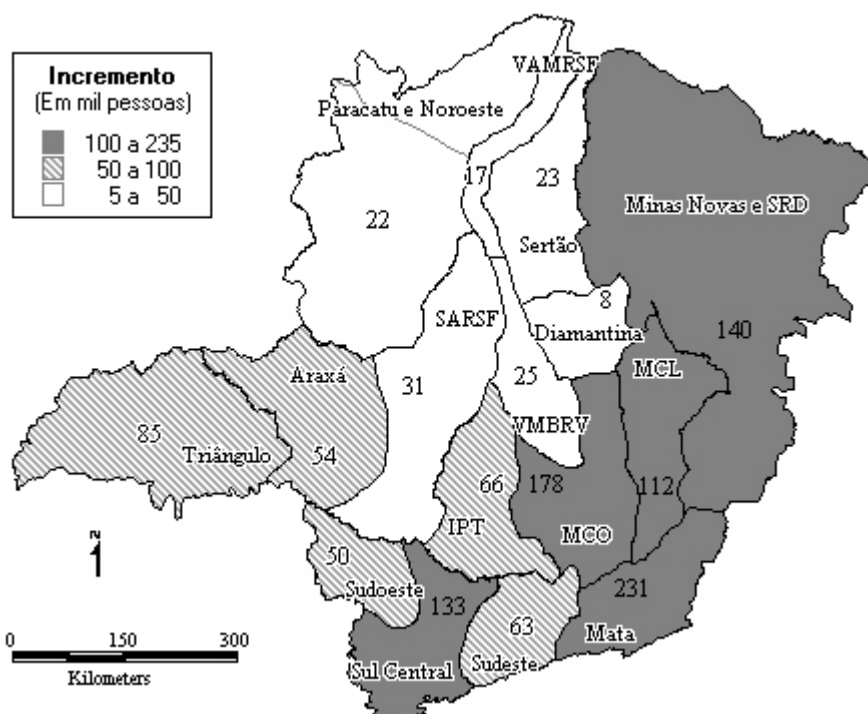 Incremento
(Em mil pessoas)
100 a 235
50 a 100
5 a 50
VAMRSF
Paracatu e Noroeste
17
23
Minas Novas e SRD
22
Sertão
8
SARSF
Diamantina
140
MCL
Araxá
25
31
VMBRV
85
Triângulo
54
66
178
112
IPT
MCO
N
1
50
Sudoeste
133
231
63
Mata
0 150 300
Sul Central
Sudeste
Kilometers